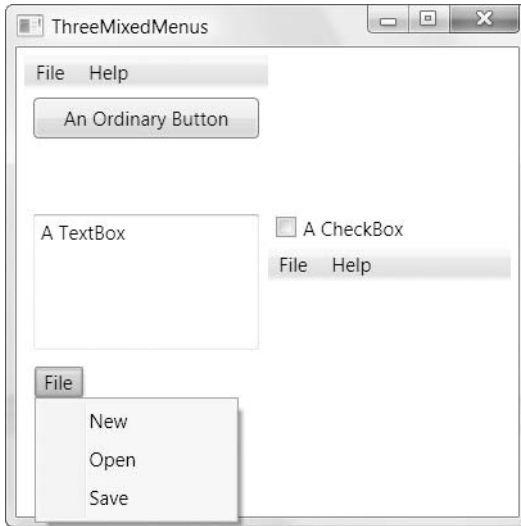 ThreeMixedMenus
File Help
An Ordinary Button
A TextBox
A CheckBox
File Help
File
New
Open
Save